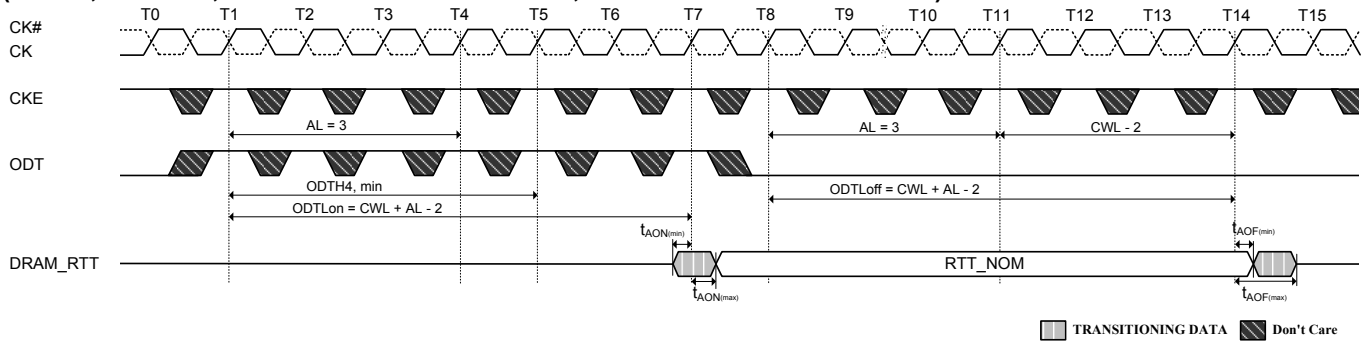 T0 T1 T2 T3 T4 T5 T6 T7 T8 T9 T10 T11 T12 T13 T14 T15
CK#
CK
CKE
AL = 3 AL = 3 CWL - 2
ODT
ODTH4, min ODTLoff = CWL + AL - 2
ODTLon = CWL + AL - 2
tAON(min) tAOF(min)
DRAM_RTT RTT_NOM
tAON(max) tAOF(max)
TRANSITIONING DATA Don't Care